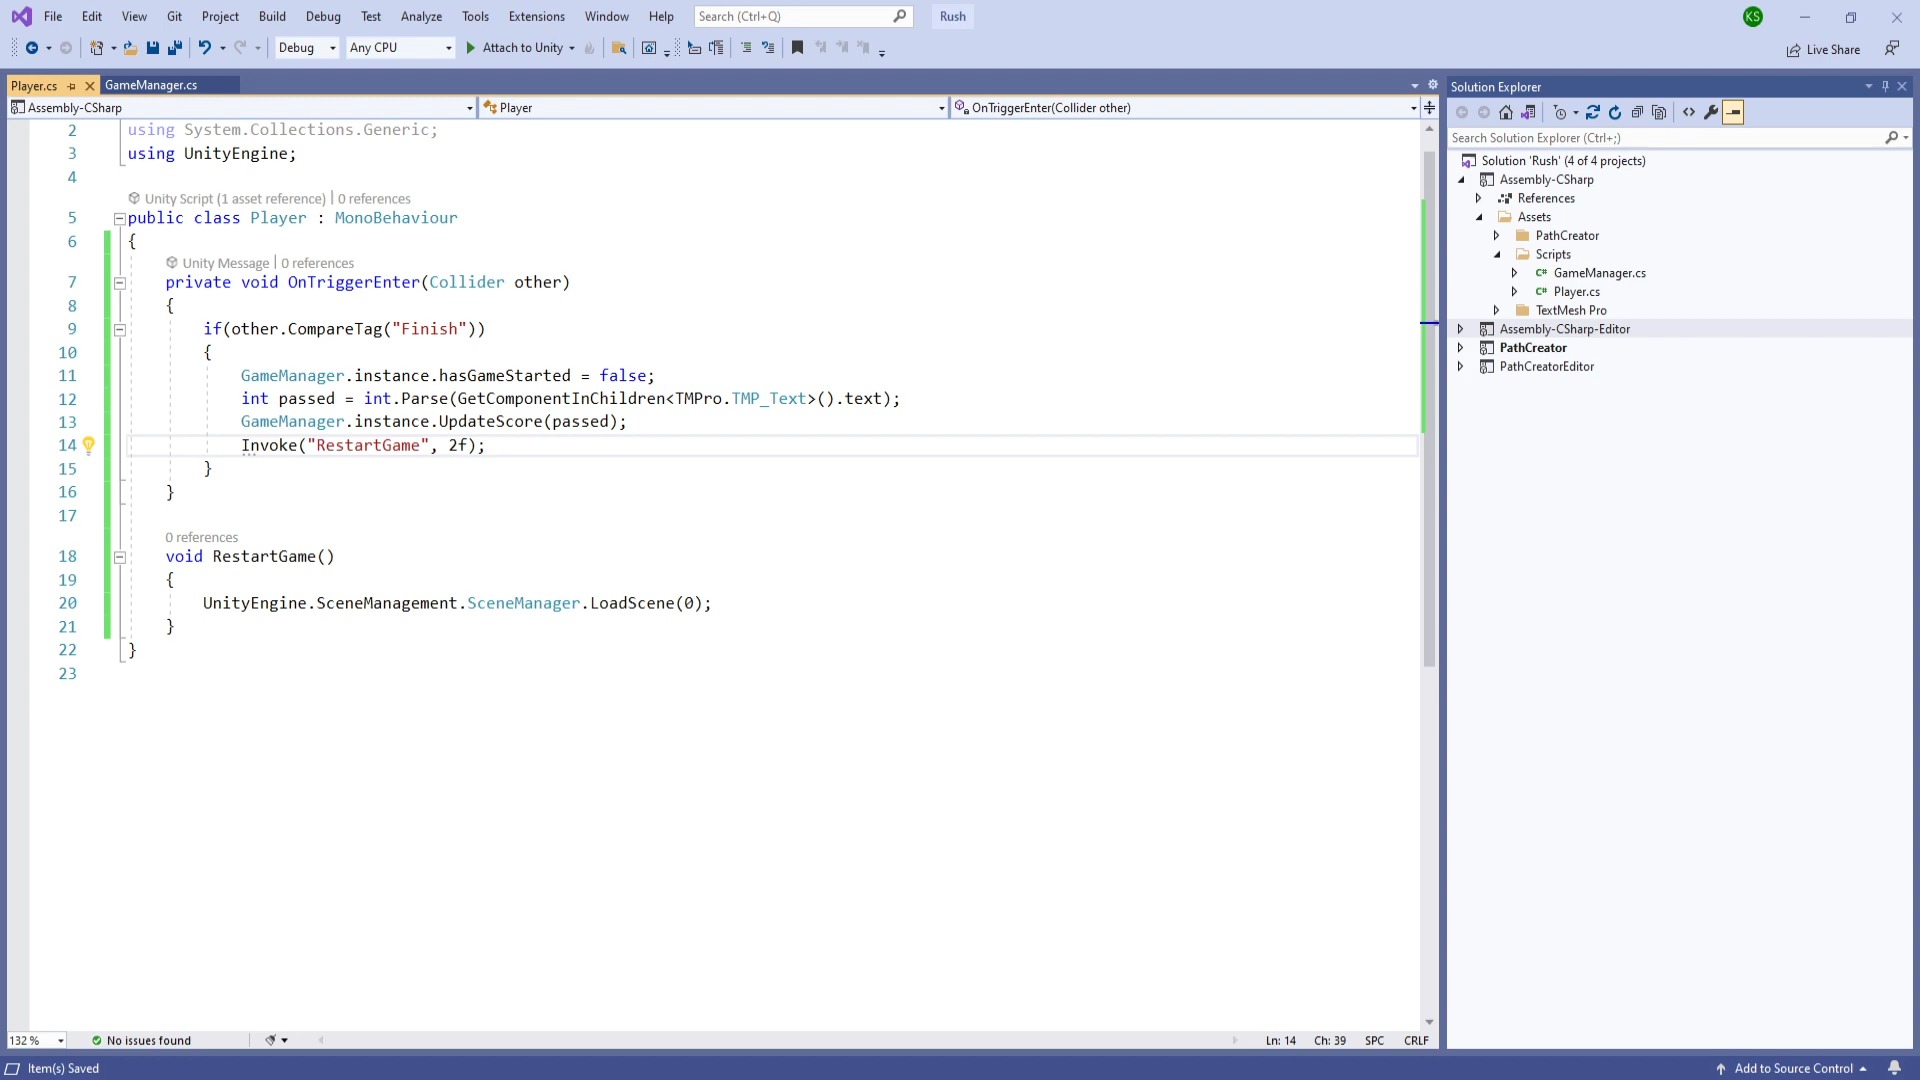 File Edit View Git Project Build Debug Test Analyze Tools Extensions Window Help Search (Ctrl+Q) Rush KS
Debug Any CPU Attach to Unity Live Share
Player.cs GameManager.cs
Assembly-CSharp Player OnTriggerEnter(Collider other)
2 using System.Collections.Generic;
3 using UnityEngine;
4
Unity Script (1 asset reference) | 0 references
5 public class Player : MonoBehaviour
6 {
Unity Message | 0 references
7 private void OnTriggerEnter(Collider other)
8 {
9 if(other.CompareTag("Finish"))
10 {
11 GameManager.instance.hasGameStarted = false;
12 int passed = int.Parse(GetComponentInChildren<TMPro.TMP_Text>().text);
13 GameManager.instance.UpdateScore(passed);
14 Invoke("RestartGame", 2f);
15 }
16 }
17
0 references
18 void RestartGame()
19 {
20 UnityEngine.SceneManagement.SceneManager.LoadScene(0);
21 }
22 }
23
132 % No issues found Ln: 14 Ch: 39 SPC CRLF
Solution Explorer
Search Solution Explorer (Ctrl+;)
Solution 'Rush' (4 of 4 projects)
Assembly-CSharp
References
Assets
PathCreator
Scripts
C# GameManager.cs
C# Player.cs
TextMesh Pro
Assembly-CSharp-Editor
PathCreator
PathCreatorEditor
Item(s) Saved Add to Source Control